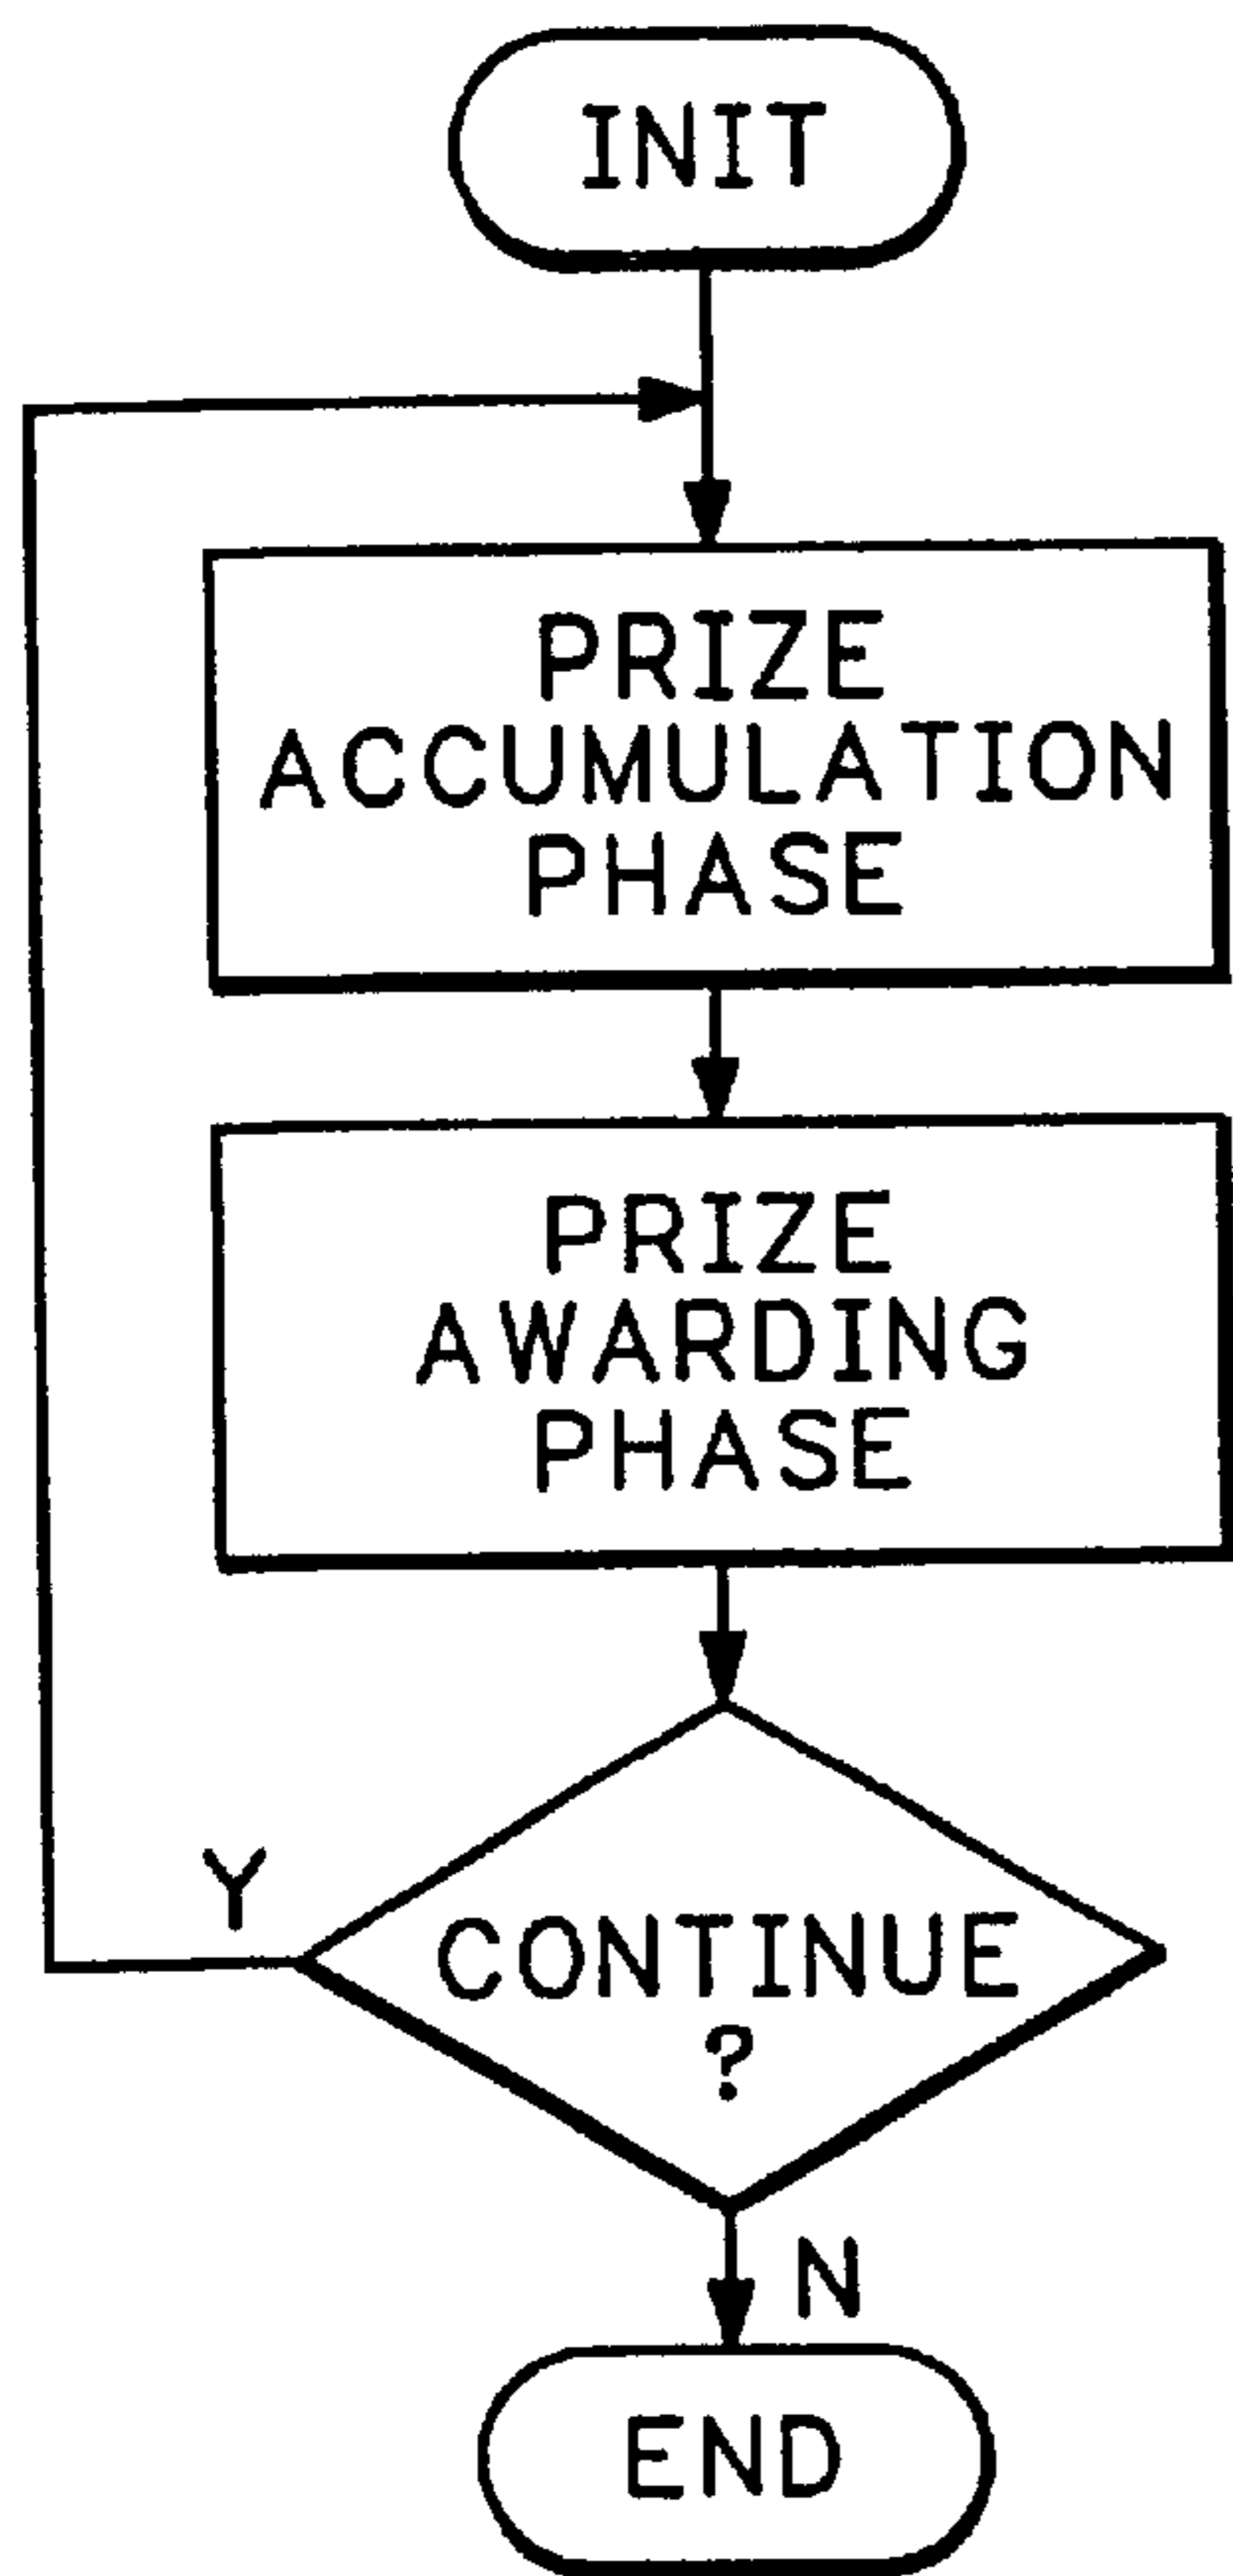 INIT
PRIZE
ACCUMULATION
PHASE
PRIZE
AWARDING
PHASE
Y
CONTINUE
?
N
END